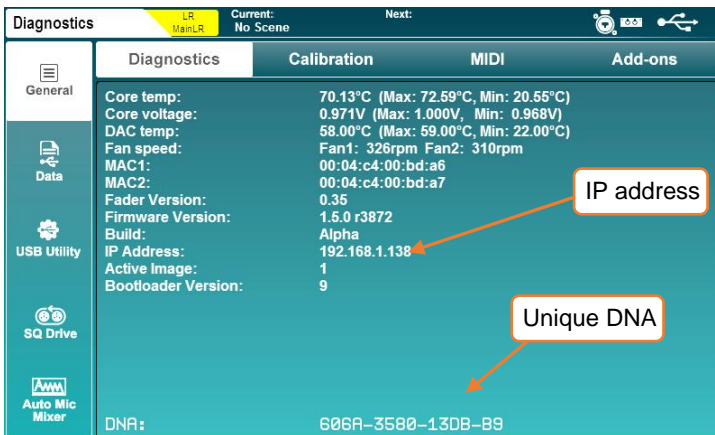 Diagnostics
LR
MainLR
Current:
No Scene
Next:
Diagnostics
Calibration
MIDI
Add-ons
General
Data
USB Utility
SQ Drive
Auto Mic
Mixer
Core temp: 70.13°C (Max: 72.59°C, Min: 20.55°C)
Core voltage: 0.971V (Max: 1.000V, Min: 0.968V)
DAC temp: 58.00°C (Max: 59.00°C, Min: 22.00°C)
Fan speed: Fan1: 326rpm Fan2: 310rpm
MAC1: 00:04:c4:00:bd:a6
MAC2: 00:04:c4:00:bd:a7
Fader Version: 0.35
Firmware Version: 1.5.0 r3872
Build: Alpha
IP Address: 192.168.1.138
Active Image: 1
Bootloader Version: 9
IP address
Unique DNA
DNA: 606A-3580-13DB-B9